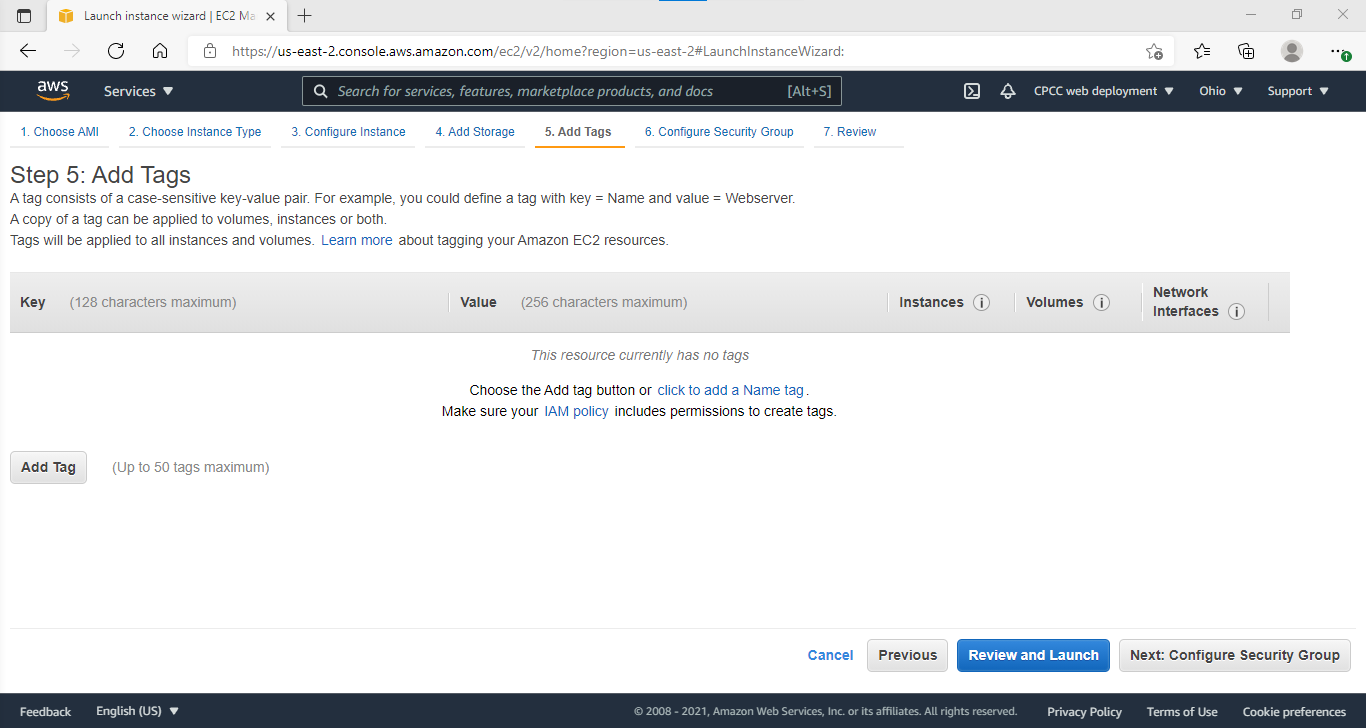 Launch instance wizard | EC2 Ma
https://us-east-2.console.aws.amazon.com/ec2/v2/home?region=us-east-2#LaunchInstanceWizard:
aws Services Search for services, features, marketplace products, and docs [Alt+S] CPCC web deployment Ohio Support
1. Choose AMI 2. Choose Instance Type 3. Configure Instance 4. Add Storage 5. Add Tags 6. Configure Security Group 7. Review
Step 5: Add Tags
A tag consists of a case-sensitive key-value pair. For example, you could define a tag with key = Name and value = Webserver.
A copy of a tag can be applied to volumes, instances or both.
Tags will be applied to all instances and volumes. Learn more about tagging your Amazon EC2 resources.
Key (128 characters maximum) Value (256 characters maximum) Instances i Volumes i Network
Interfaces i
This resource currently has no tags
Choose the Add tag button or click to add a Name tag.
Make sure your IAM policy includes permissions to create tags.
Add Tag (Up to 50 tags maximum)
Cancel Previous Review and Launch Next: Configure Security Group
Feedback English (US) © 2008 - 2021, Amazon Web Services, Inc. or its affiliates. All rights reserved. Privacy Policy Terms of Use Cookie preferences